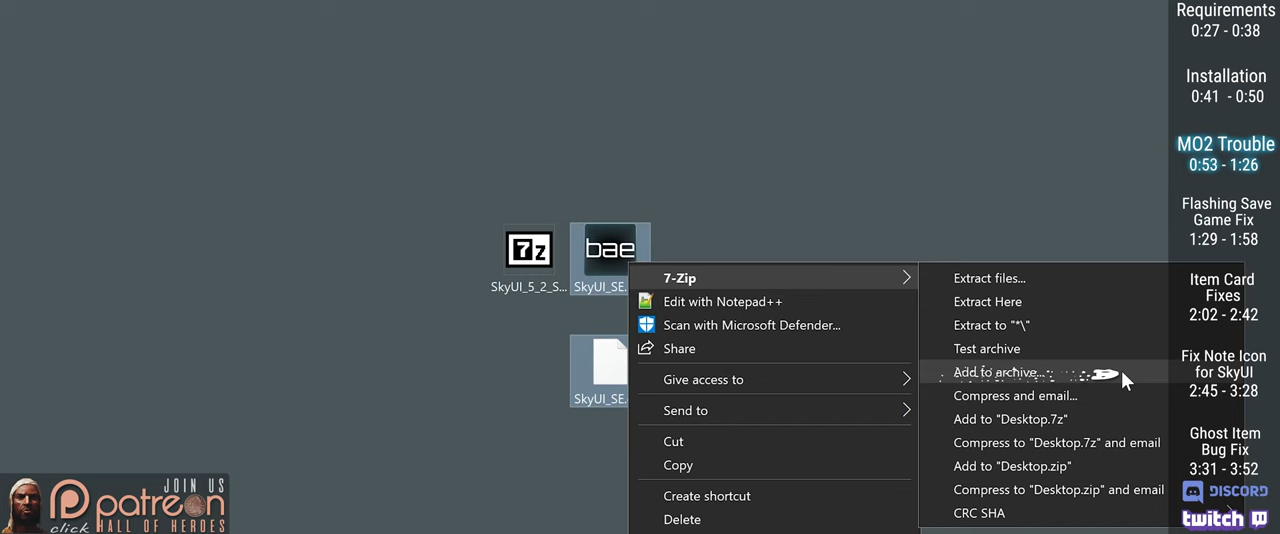 Requirements
0:27 - 0:38
Installation
0:41 - 0:50
MO2 Trouble
0:53 - 1:26
Flashing Save
Game Fix
1:29 - 1:58
Item Card
Fixes
2:02 - 2:42
Fix Note Icon
for SkyUI
2:45 - 3:28
Ghost Item
Bug Fix
3:31 - 3:52
DISCORD
twitch
7z
SkyUI_5_2_S...
bae
SkyUI_SE.
SkyUI_SE.
7-Zip
Edit with Notepad++
Scan with Microsoft Defender...
Share
Give access to
Send to
Cut
Copy
Create shortcut
Delete
Extract files...
Extract Here
Extract to "*\"
Test archive
Add to archive...
Compress and email...
Add to "Desktop.7z"
Compress to "Desktop.7z" and email
Add to "Desktop.zip"
Compress to "Desktop.zip" and email
CRC SHA
JOIN US
patreon
click HALL OF HEROES